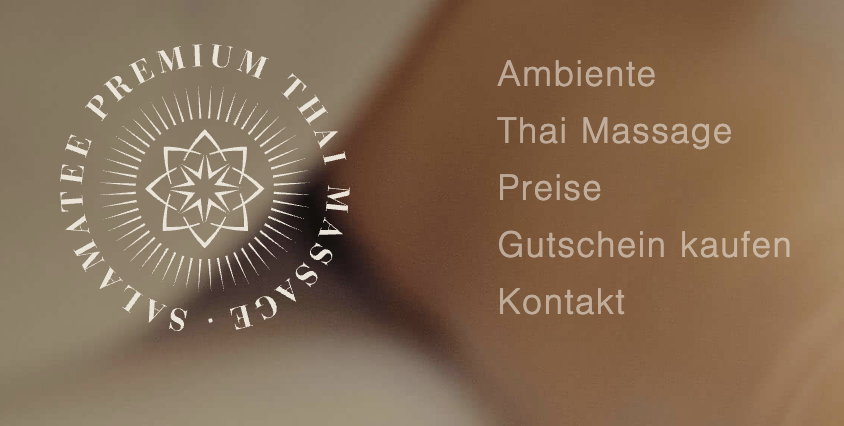 SALAMATEE PREMIUM THAI MASSAGE ·
Ambiente
Thai Massage
Preise
Gutschein kaufen
Kontakt